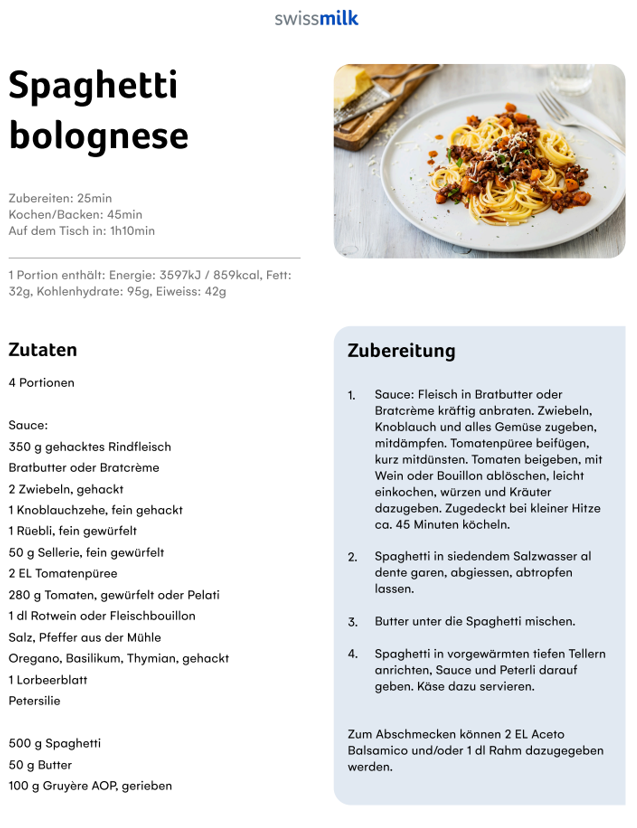 swissmilk
Spaghetti
bolognese
Zubereiten: 25min
Kochen/Backen: 45min
Auf dem Tisch in: 1h10min
1 Portion enthält: Energie: 3597kJ / 859kcal, Fett:
32g, Kohlenhydrate: 95g, Eiweiss: 42g
Zutaten
4 Portionen
Sauce:
350 g gehacktes Rindfleisch
Bratbutter oder Bratcrème
2 Zwiebeln, gehackt
1 Knoblauchzehe, fein gehackt
1 Rüebli, fein gewürfelt
50 g Sellerie, fein gewürfelt
2 EL Tomatenpüree
280 g Tomaten, gewürfelt oder Pelati
1 dl Rotwein oder Fleischbouillon
Salz, Pfeffer aus der Mühle
Oregano, Basilikum, Thymian, gehackt
1 Lorbeerblatt
Petersilie
500 g Spaghetti
50 g Butter
100 g Gruyère AOP, gerieben
Zubereitung
1. Sauce: Fleisch in Bratbutter oder
Bratcrème kräftig anbraten. Zwiebeln,
Knoblauch und alles Gemüse zugeben,
mitdämpfen. Tomatenpüree beifügen,
kurz mitdünsten. Tomaten beigeben, mit
Wein oder Bouillon ablöschen, leicht
einkochen, würzen und Kräuter
dazugeben. Zugedeckt bei kleiner Hitze
ca. 45 Minuten köcheln.
2. Spaghetti in siedendem Salzwasser al
dente garen, abgiessen, abtropfen
lassen.
3. Butter unter die Spaghetti mischen.
4. Spaghetti in vorgewärmten tiefen Tellern
anrichten, Sauce und Peterli darauf
geben. Käse dazu servieren.
Zum Abschmecken können 2 EL Aceto
Balsamico und/oder 1 dl Rahm dazugegeben
werden.